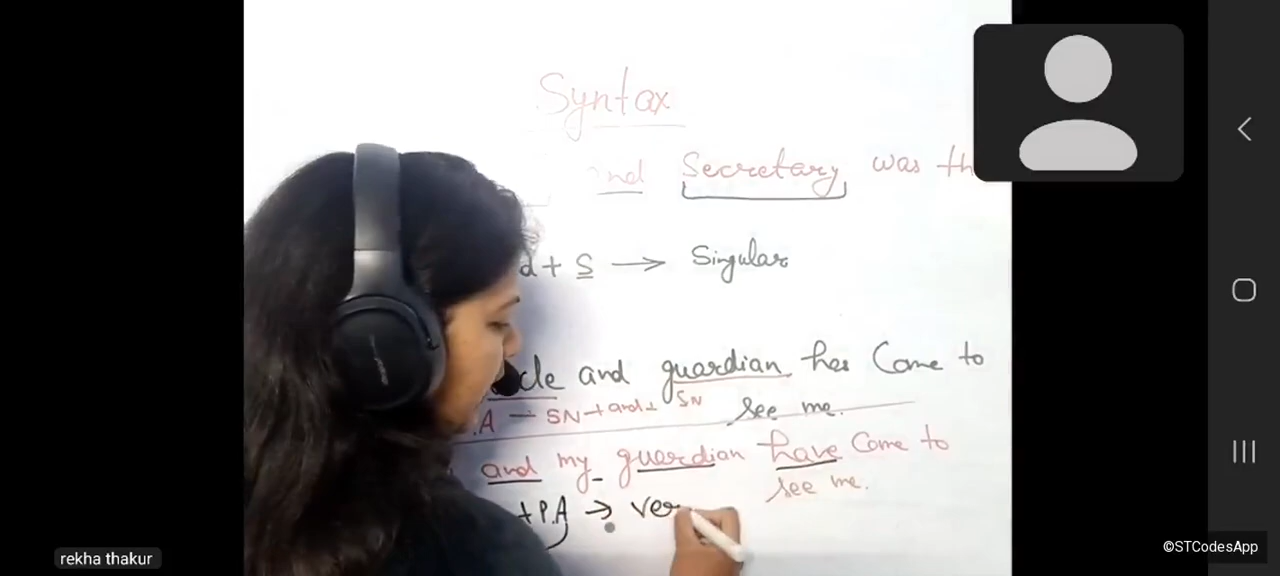 Syntax
and Secretary was th
d + S → Singular
cle and guardian has Come to
.A — SN + and + SN see me.
and my guardian have Come to
see me.
+ P.A → ver
rekha thakur
©STCodesApp